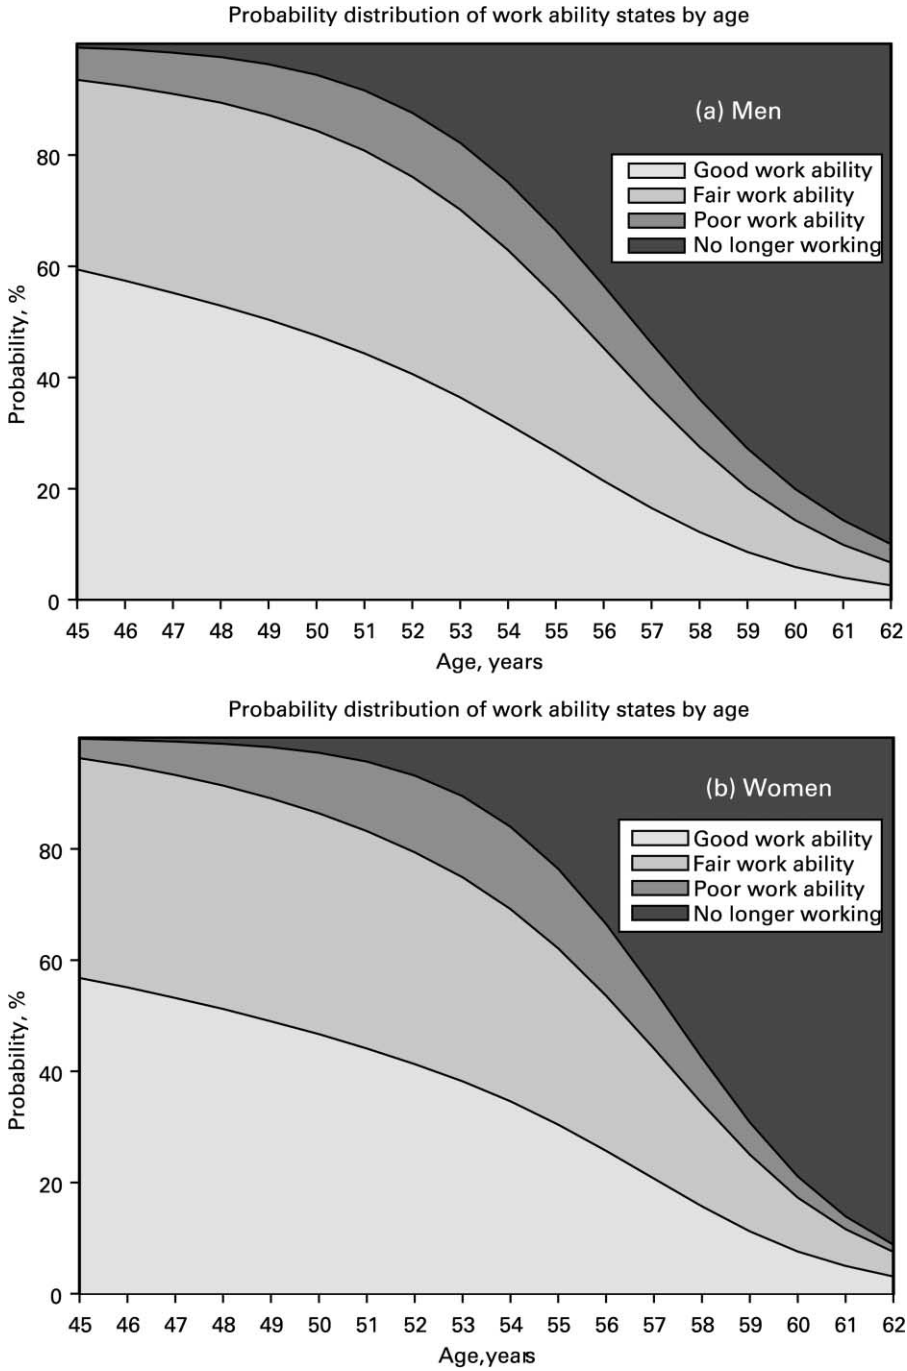 Probability distribution of work ability states by age
(a) Men
Good work ability
Fair work ability
Poor work ability
No longer working
80
60
40
20
0
Probability, %
45 46 47 48 49 50 51 52 53 54 55 56 57 58 59 60 61 62
Age, years
Probability distribution of work ability states by age
(b) Women
Good work ability
Fair work ability
Poor work ability
No longer working
80
60
40
20
0
Probability, %
45 46 47 48 49 50 51 52 53 54 55 56 57 58 59 60 61 62
Age,years